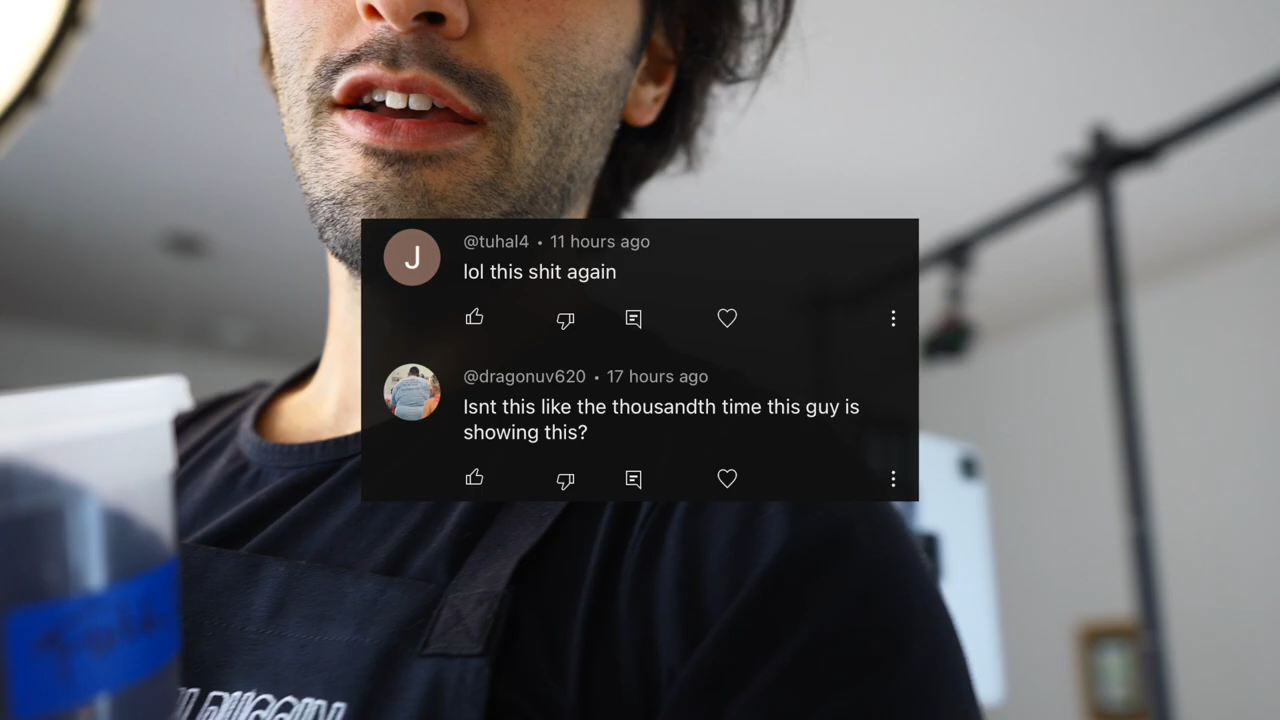 J
@tuhal4 • 11 hours ago
lol this shit again
@dragonuv620 • 17 hours ago
Isnt this like the thousandth time this guy is
showing this?